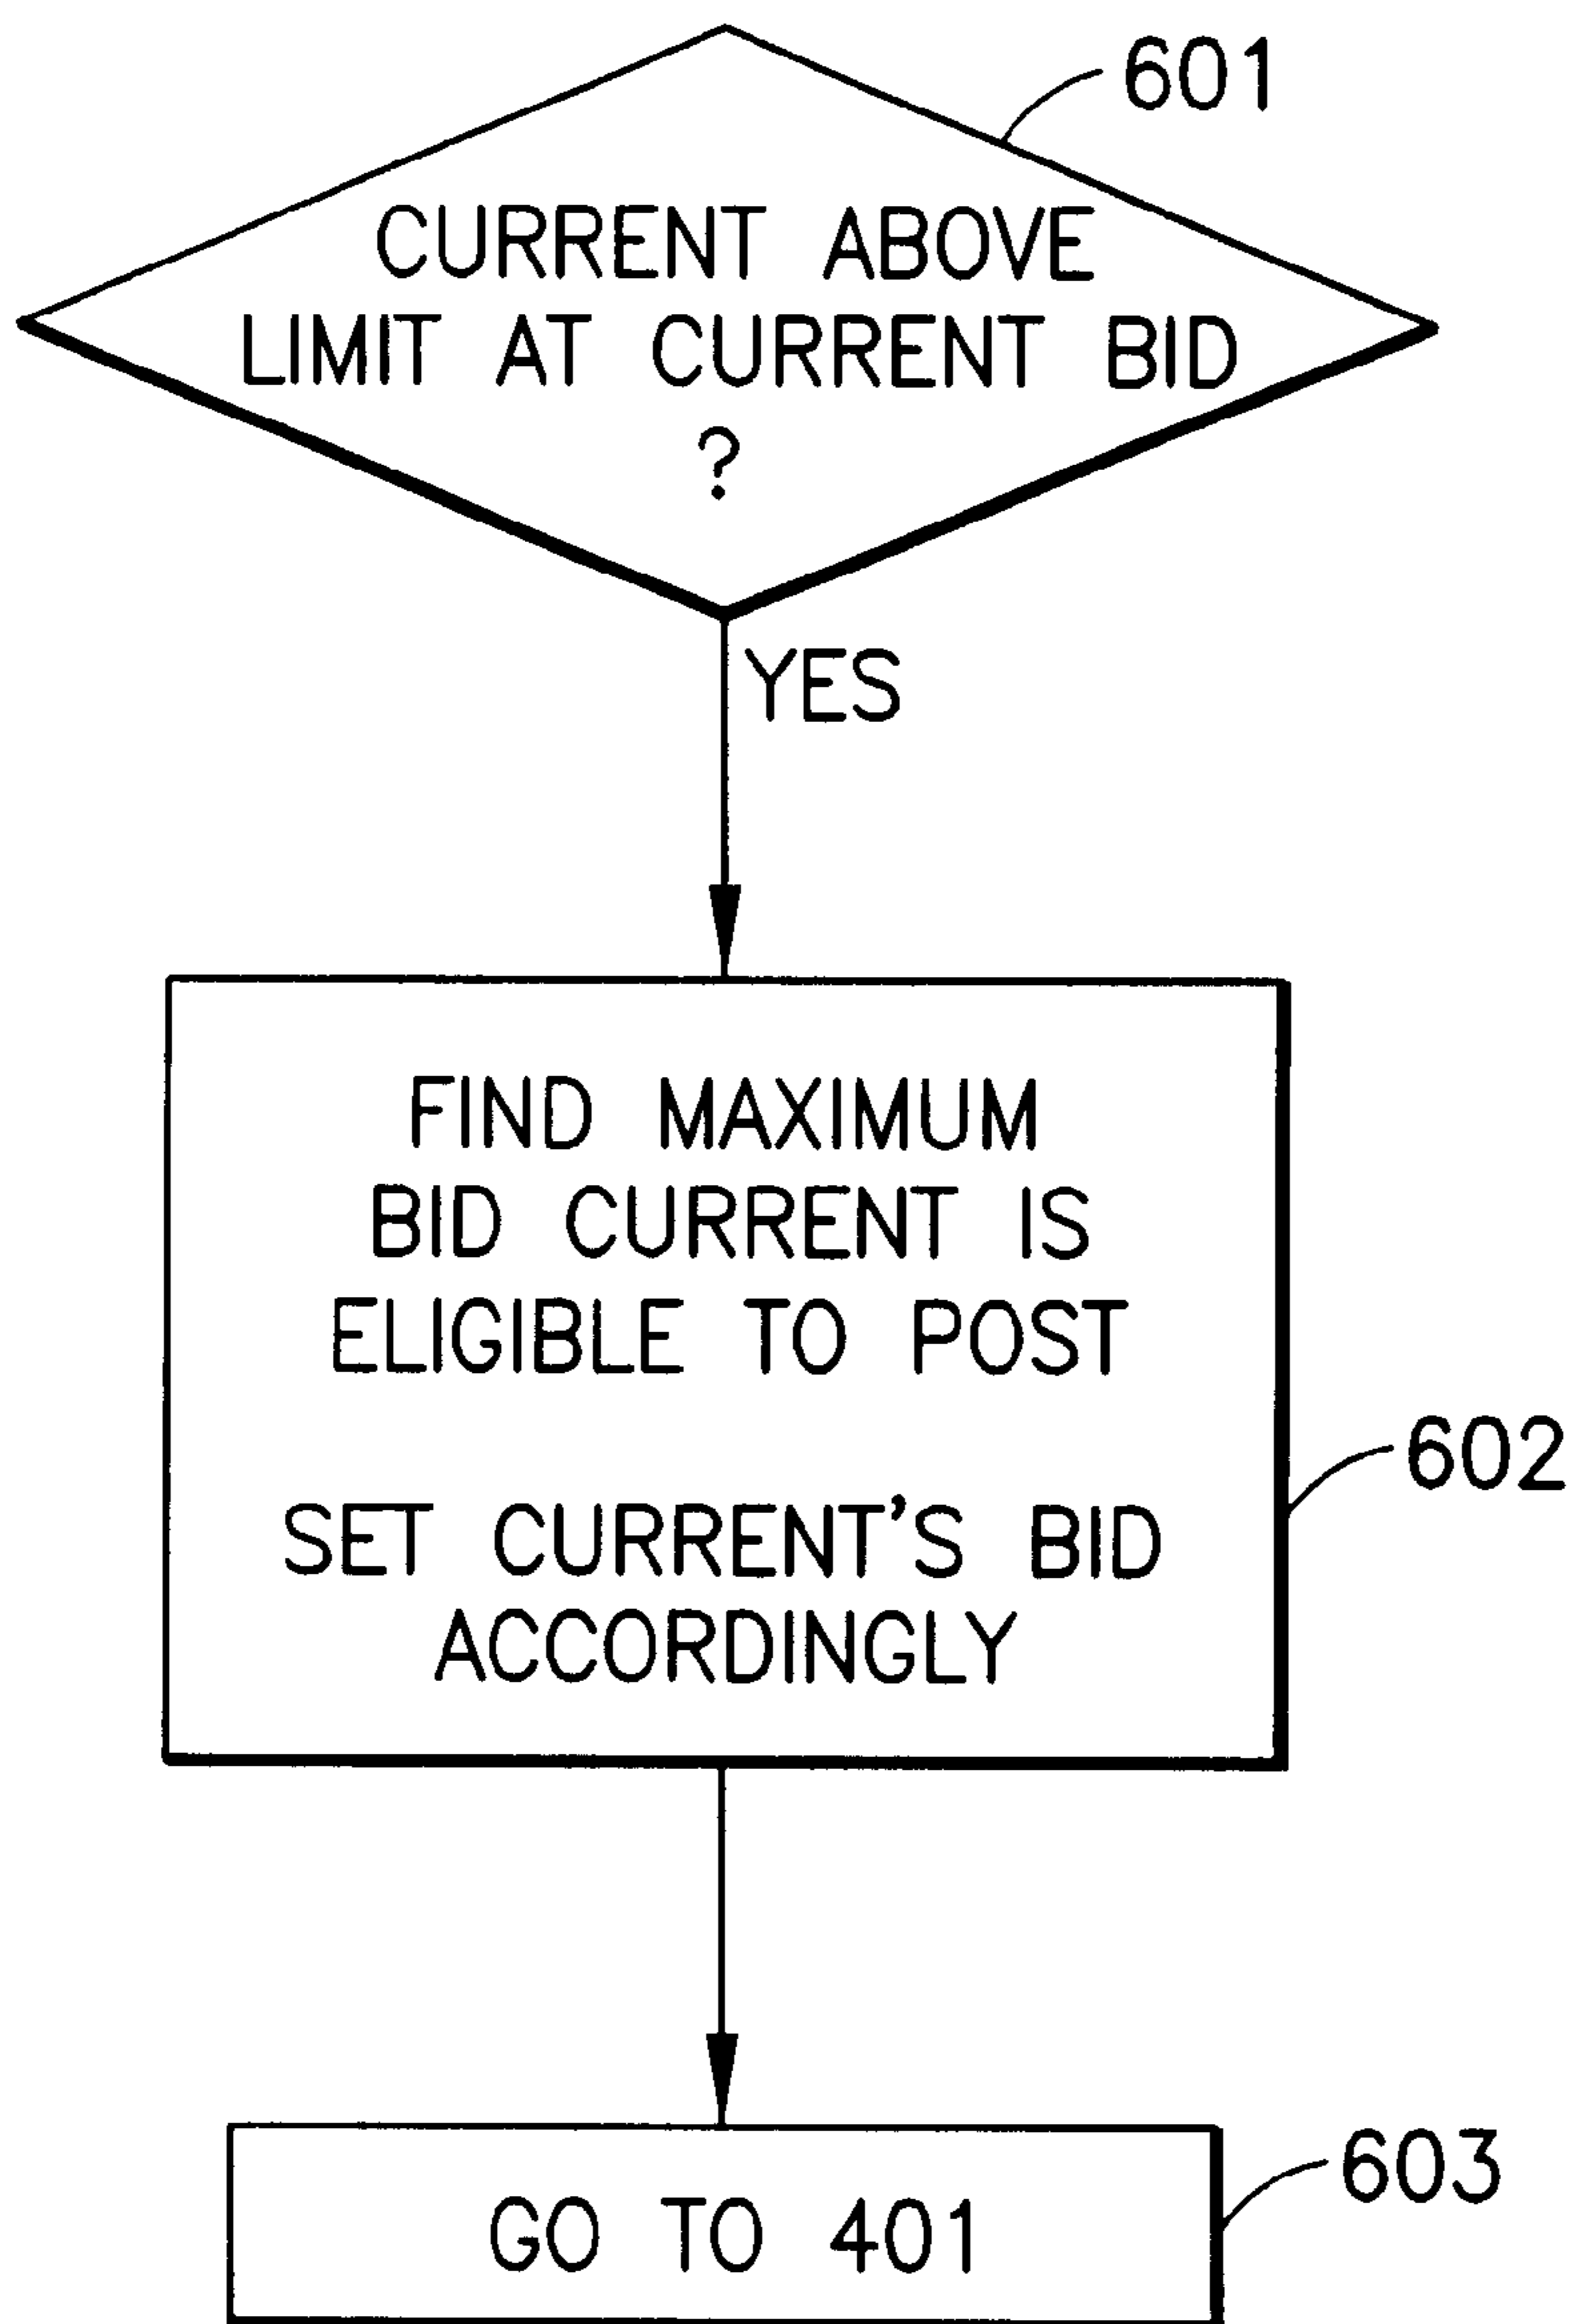 601
CURRENT ABOVE
LIMIT AT CURRENT BID
?
YES
FIND MAXIMUM
BID CURRENT IS
ELIGIBLE TO POST
602
SET CURRENT'S BID
ACCORDINGLY
603
GO TO 401